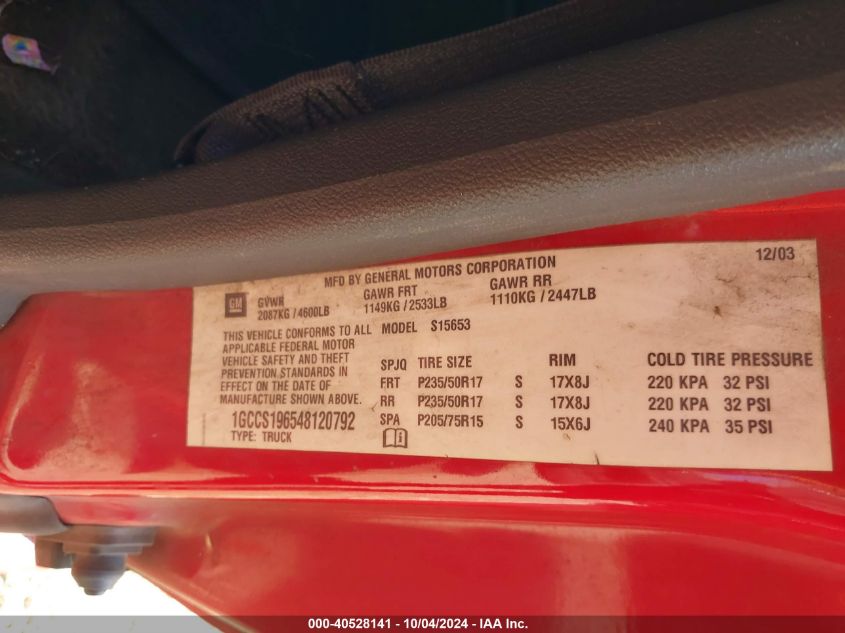 MFD BY GENERAL MOTORS CORPORATION 12/03
GM GVWR GAWR FRT GAWR RR
2087KG / 4600LB 1149KG / 2533LB 1110KG / 2447LB
THIS VEHICLE CONFORMS TO ALL MODEL S15653
APPLICABLE FEDERAL MOTOR
VEHICLE SAFETY AND THEFT
PREVENTION STANDARDS IN
EFFECT ON THE DATE OF
MANUFACTURE SHOWN ABOVE.
1GCCS196548120792
TYPE: TRUCK
SPJQ TIRE SIZE RIM COLD TIRE PRESSURE
FRT P235/50R17 S 17X8J 220 KPA 32 PSI
RR P235/50R17 S 17X8J 220 KPA 32 PSI
SPA P205/75R15 S 15X6J 240 KPA 35 PSI
000-40528141 - 10/04/2024 - IAA Inc.